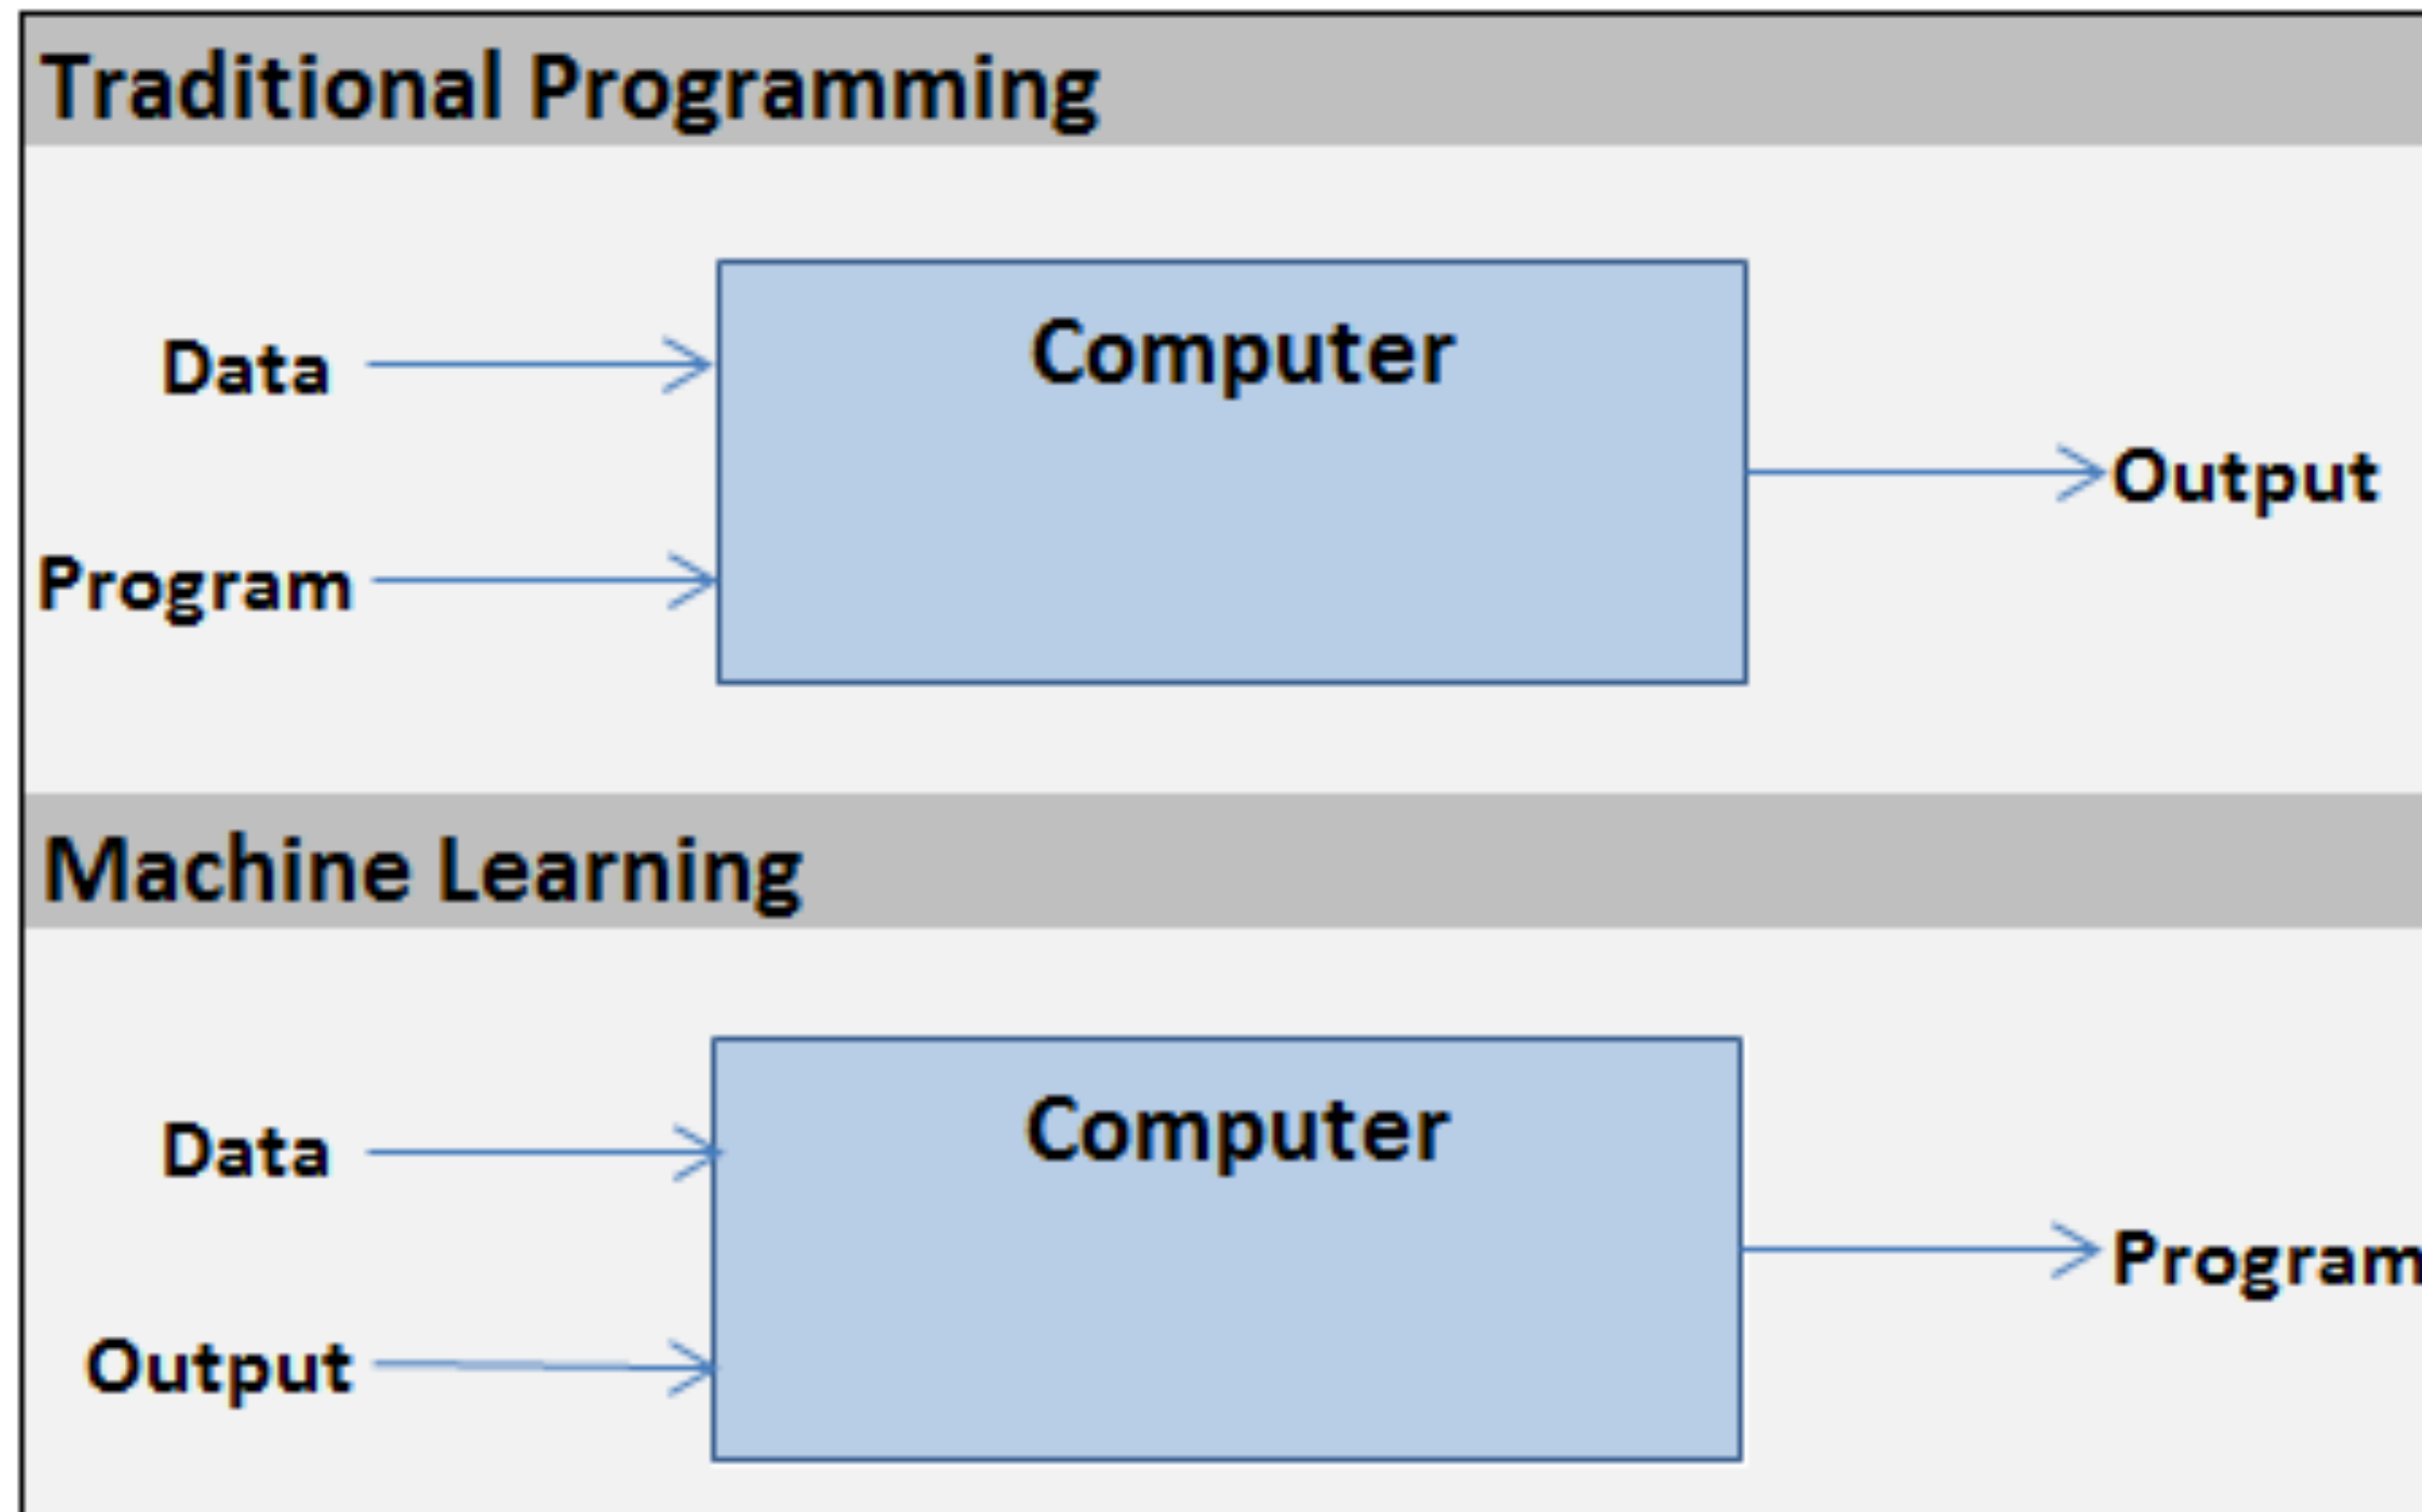 Traditional Programming
Computer
Data
Output
Program
Machine Learning
Computer
Data
Program
Output